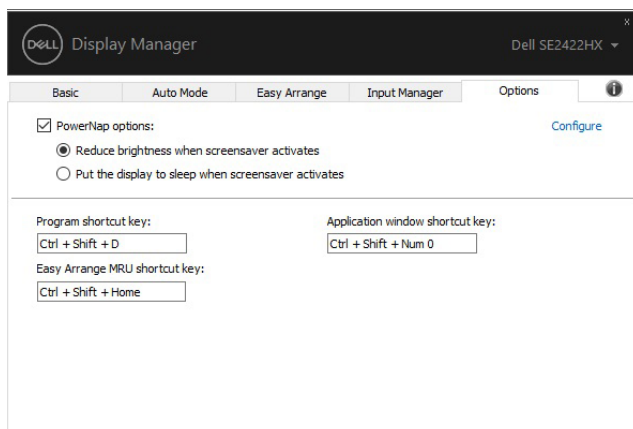 DELL Display Manager
Dell SE2422HX
x
Basic Auto Mode Easy Arrange Input Manager Options i
PowerNap options:
Configure
Reduce brightness when screensaver activates
Put the display to sleep when screensaver activates
Program shortcut key:
Application window shortcut key:
Ctrl + Shift + D
Ctrl + Shift + Num 0
Easy Arrange MRU shortcut key:
Ctrl + Shift + Home